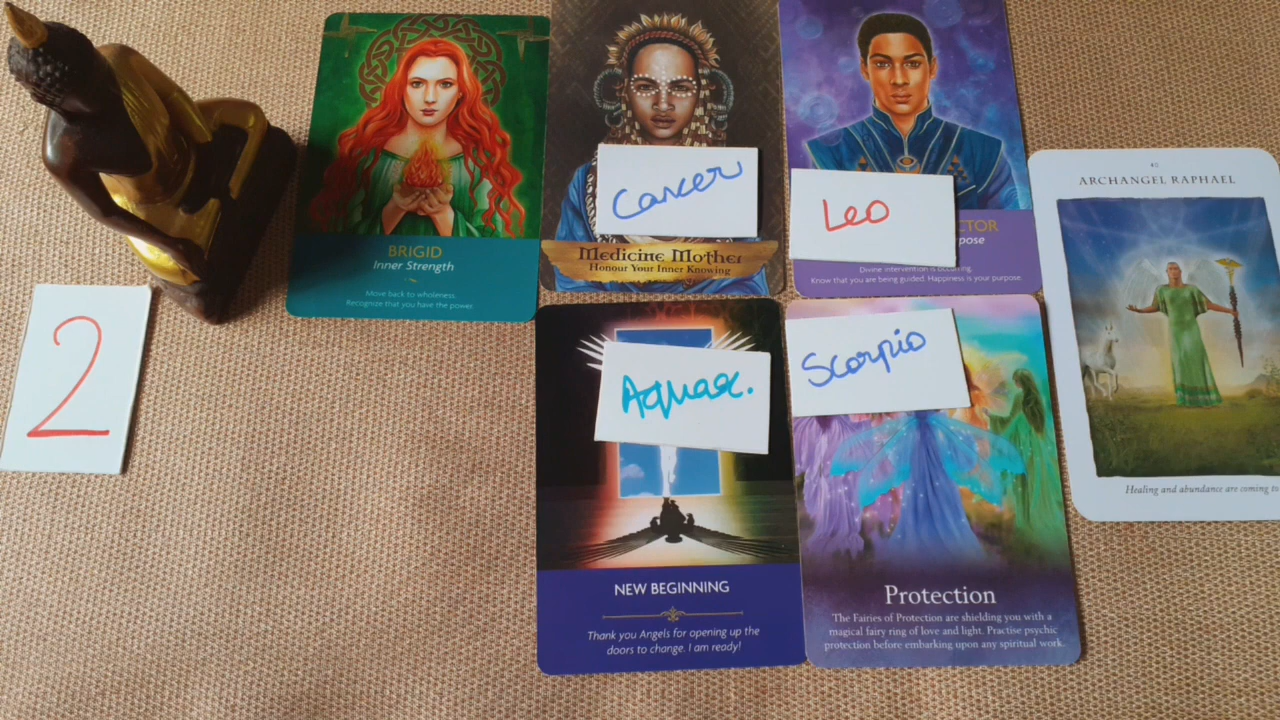 2
BRIGID
Inner Strength
Move back to wholeness.
Recognize that you have the power.
Cancer
Medicine Mother
Honour Your Inner Knowing
Leo
CTOR
pose
Divine intervention is occurring.
Know that you are being guided. Happiness is your purpose.
Aquar.
NEW BEGINNING
Thank you Angels for opening up the
doors to change. I am ready!
Scorpio
Protection
The Fairies of Protection are shielding you with a
magical fairy ring of love and light. Practise psychic
protection before embarking upon any spiritual work.
ARCHANGEL RAPHAEL
Healing and abundance are coming to